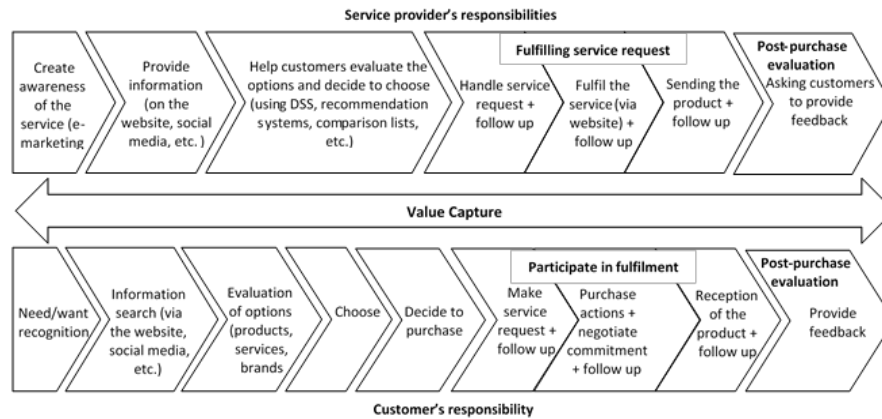 Service provider's responsibilities
Create
awareness
of the
service (e-
marketing
Provide
information
(on the
website, social
media, etc. )
Help customers evaluate the
options and decide to choose
(using DSS, recommendation
systems, comparison lists,
etc.)
Fulfilling service request
Handle service
request +
follow up
Fulfil the
service (via
website) +
follow up
Sending the
product +
follow up
Post-purchase
evaluation
Asking customers
to provide
feedback
Value Capture
Need/want
recognition
Information
search (via
the website,
social media,
etc.)
Evaluation
of options
(products,
services,
brands
Choose
Decide to
purchase
Participate in fulfilment
Make
service
request +
follow up
Purchase
actions +
negotiate
commitment
+ follow up
Reception
of the
product +
follow up
Post-purchase
evaluation
Provide
feedback
Customer's responsibility